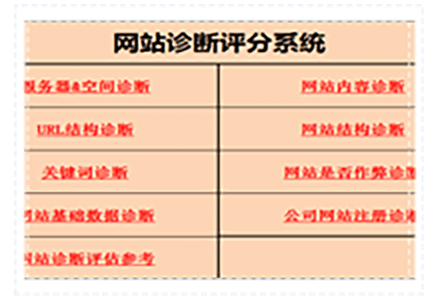 网站诊断评分系统
服务器&空间诊断 网站内容诊断
URL结构诊断 网站结构诊断
关键词诊断 网站是否作弊诊断
网站基础数据诊断 公司网站注册诊断
网站诊断评估参考